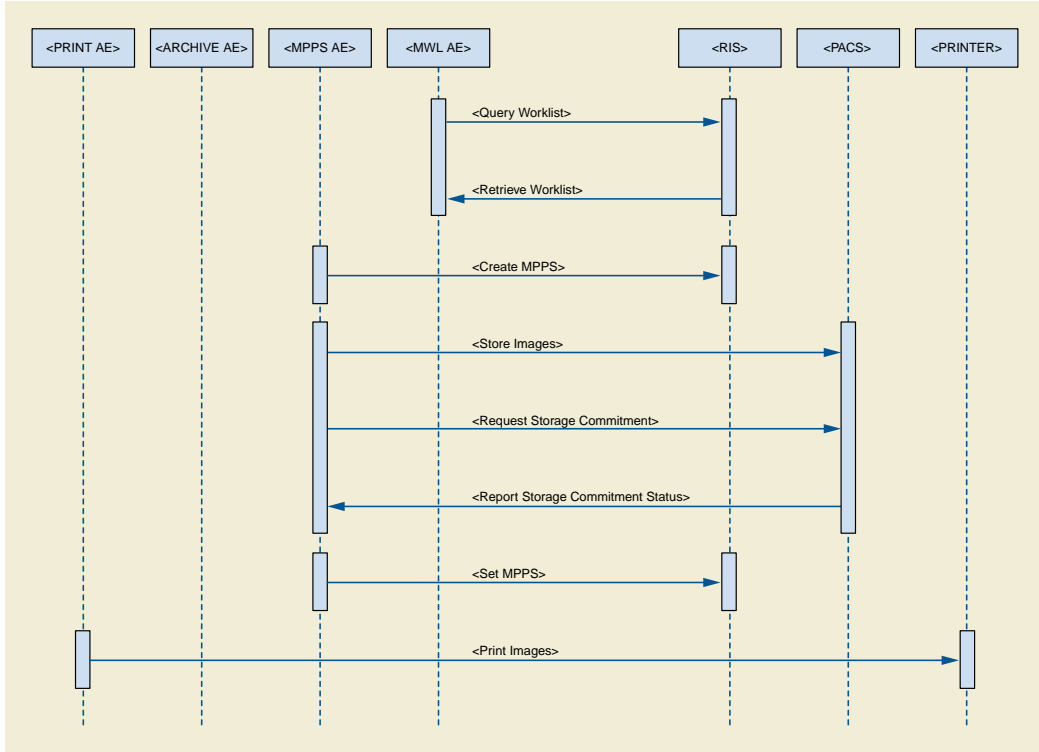 <PRINT AE> <ARCHIVE AE> <MPPS AE> <MWL AE> <RIS> <PACS> <PRINTER>
<Query Worklist>
<Retrieve Worklist>
<Create MPPS>
<Store Images>
<Request Storage Commitment>
<Report Storage Commitment Status>
<Set MPPS>
<Print Images>